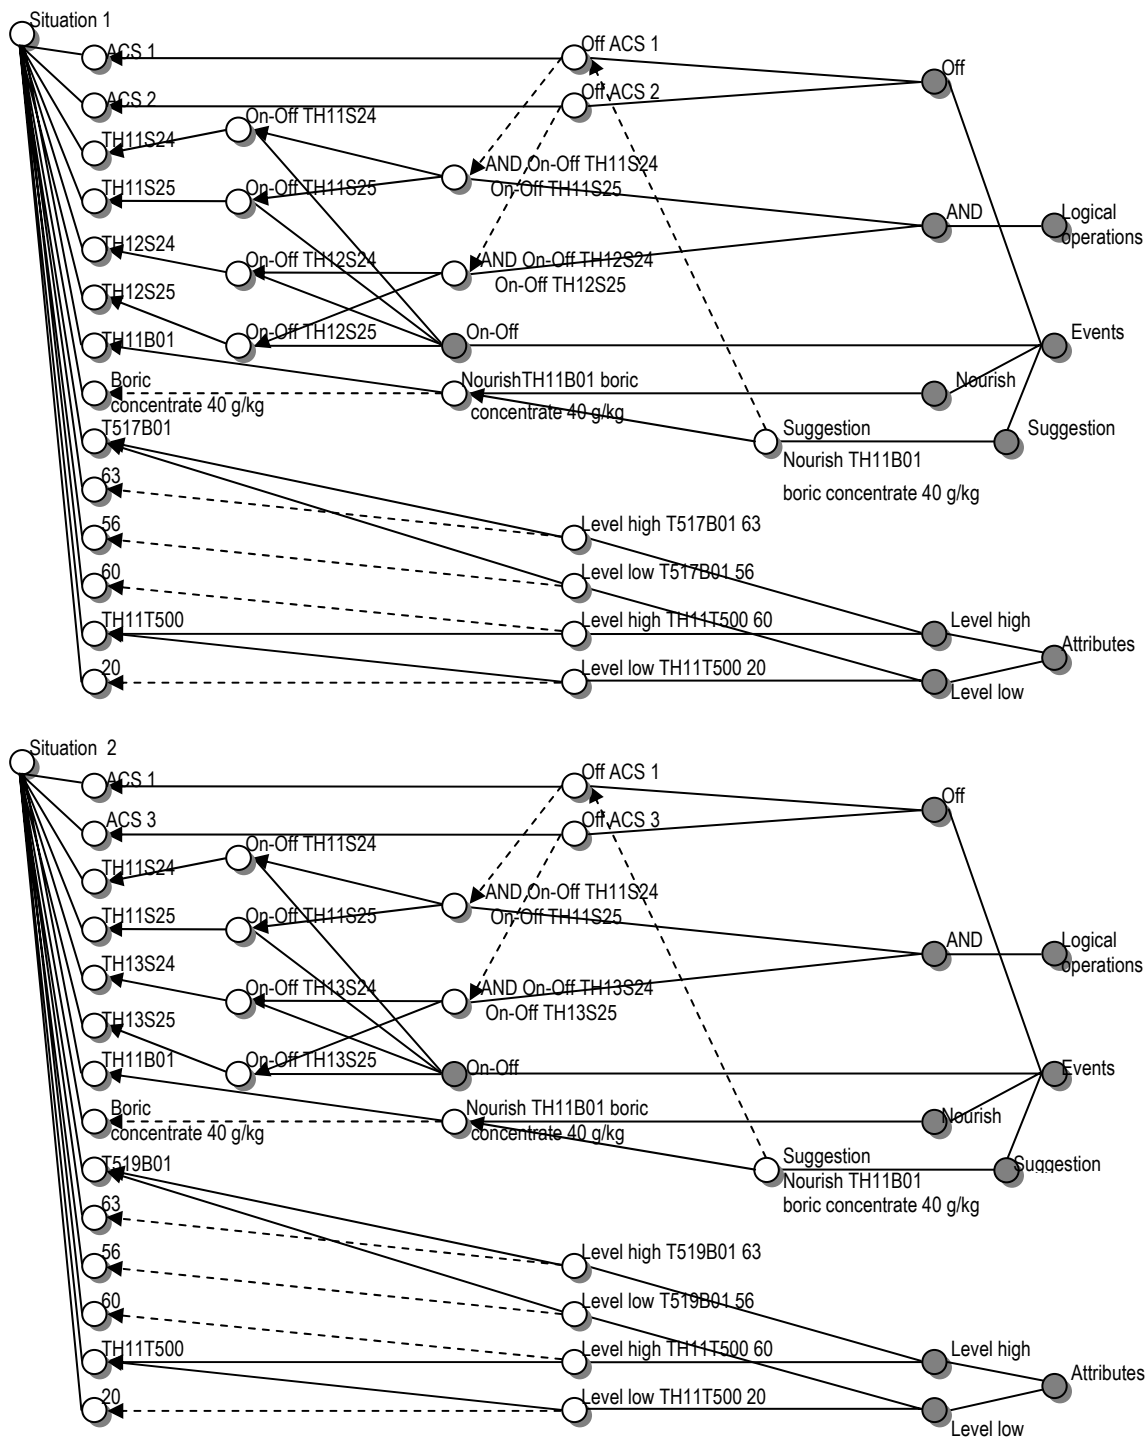 Situation 1
ACS 1
Off ACS 1
Off
ACS 2
Off ACS 2
TH11S24
On-Off TH11S24
AND On-Off TH11S24
On-Off TH11S25
TH11S25
On-Off TH11S25
AND
Logical
operations
TH12S24
On-Off TH12S24
AND On-Off TH12S24
On-Off TH12S25
TH12S25
On-Off TH12S25
On-Off
Events
TH11B01
Boric
concentrate 40 g/kg
NourishTH11B01 boric
concentrate 40 g/kg
Nourish
T517B01
Suggestion
Nourish TH11B01
boric concentrate 40 g/kg
Suggestion
63
Level high T517B01 63
56
Level low T517B01 56
60
Level high TH11T500 60
Level high
TH11T500
Attributes
20
Level low TH11T500 20
Level low
Situation 2
ACS 1
Off ACS 1
Off
ACS 3
Off ACS 3
TH11S24
On-Off TH11S24
AND On-Off TH11S24
On-Off TH11S25
TH11S25
On-Off TH11S25
AND
Logical
operations
TH13S24
On-Off TH13S24
AND On-Off TH13S24
On-Off TH13S25
TH13S25
On-Off TH13S25
On-Off
Events
TH11B01
Boric
concentrate 40 g/kg
Nourish TH11B01 boric
concentrate 40 g/kg
Nourish
T519B01
Suggestion
Nourish TH11B01
boric concentrate 40 g/kg
Suggestion
63
Level high T519B01 63
56
Level low T519B01 56
60
Level high TH11T500 60
Level high
TH11T500
Attributes
20
Level low TH11T500 20
Level low